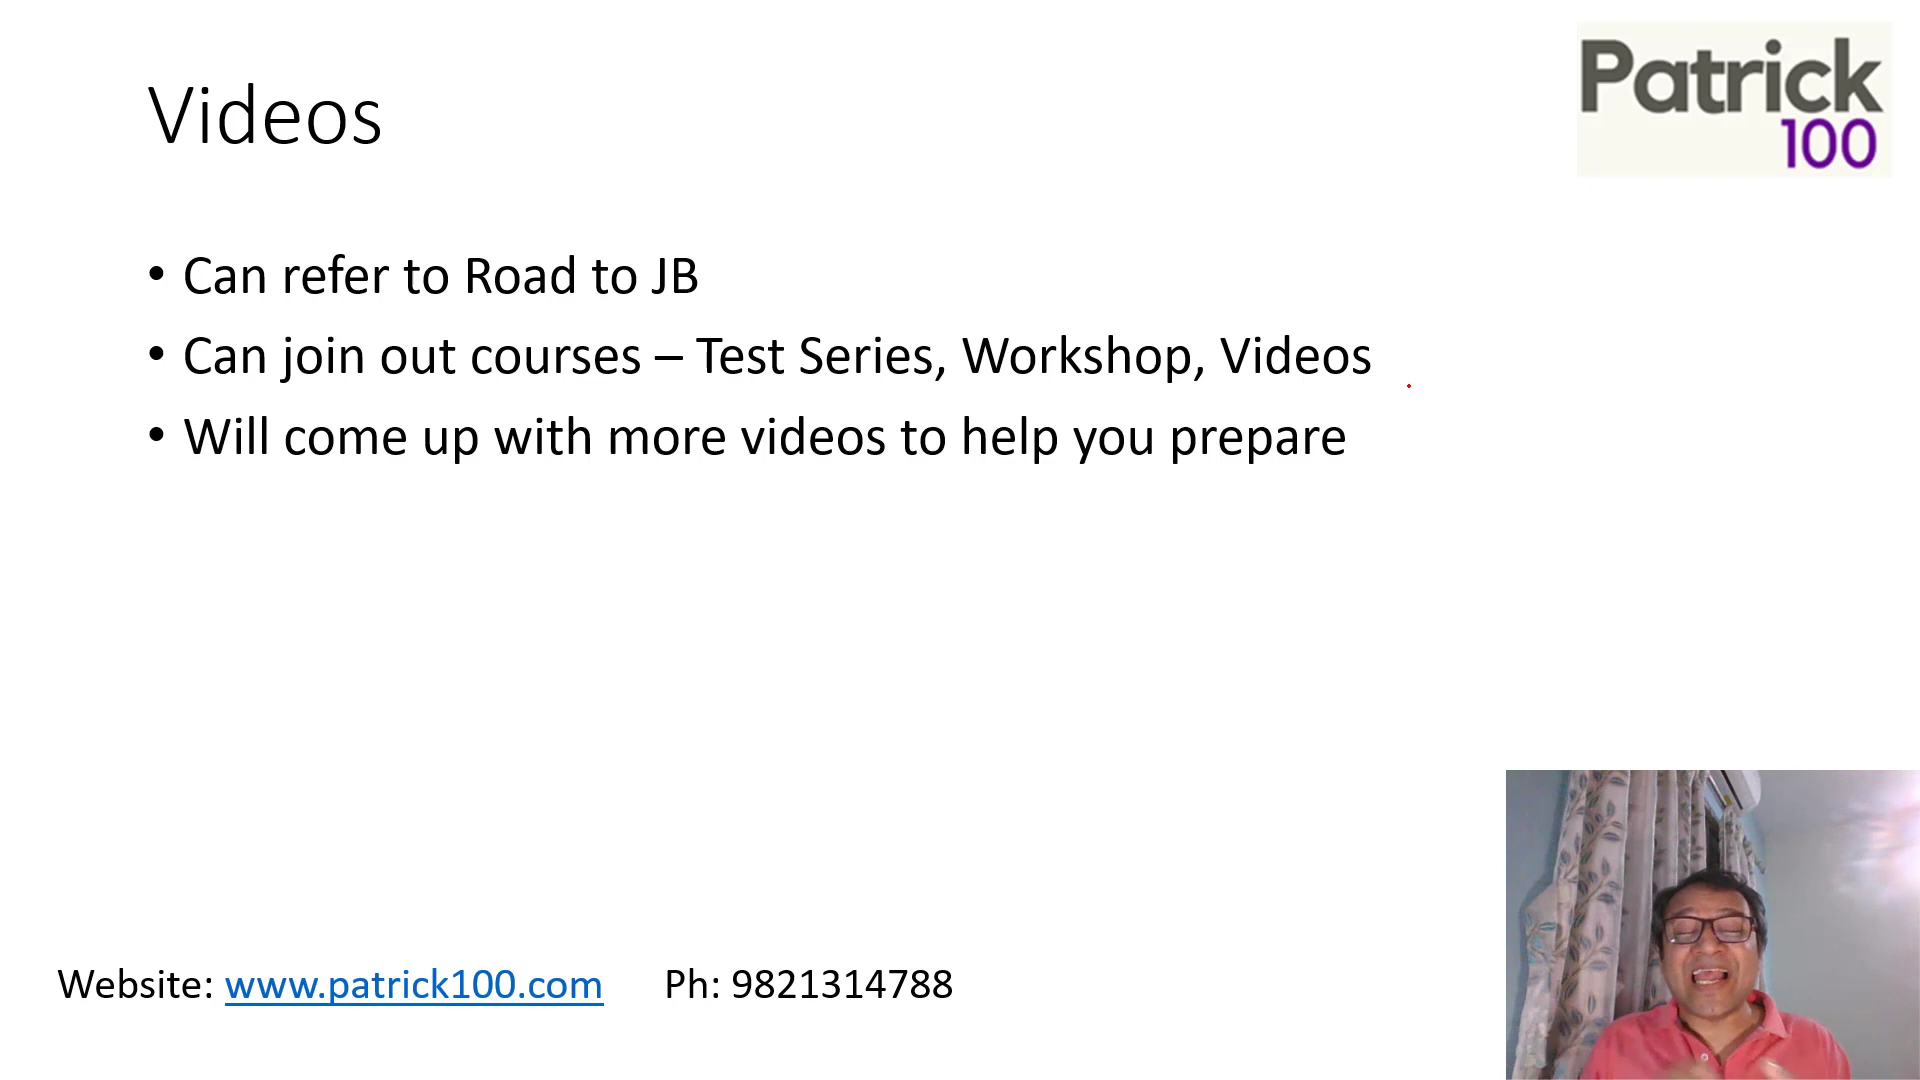 Patrick
100
Videos
• Can refer to Road to JB
• Can join out courses – Test Series, Workshop, Videos
• Will come up with more videos to help you prepare
Website: www.patrick100.com Ph: 9821314788